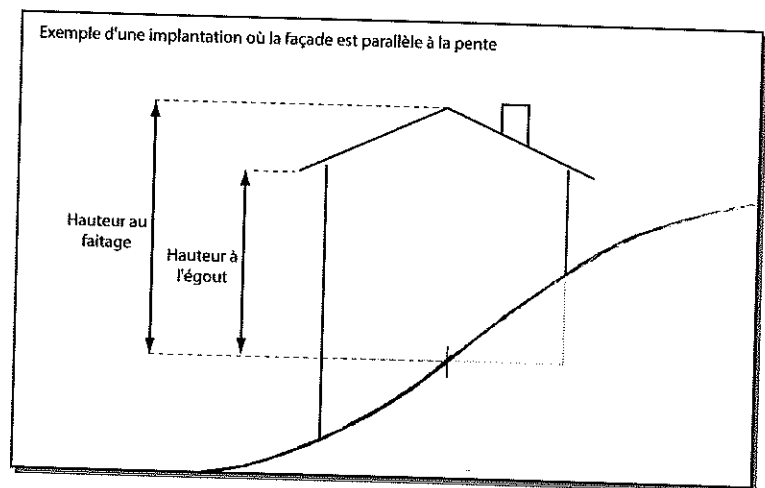 Exemple d'une implantation où la façade est parallèle à la pente
Hauteur au
faitage
Hauteur à
l'égout